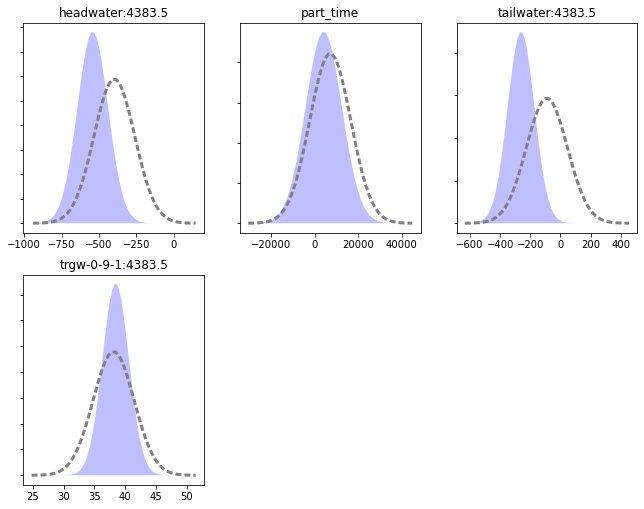 headwater:4383.5
part_time
tailwater:4383.5
−1000 −750 −500 −250 0
−20000 0 20000 40000
−600 −400 −200 0 200 400
trgw-0-9-1:4383.5
25 30 35 40 45 50